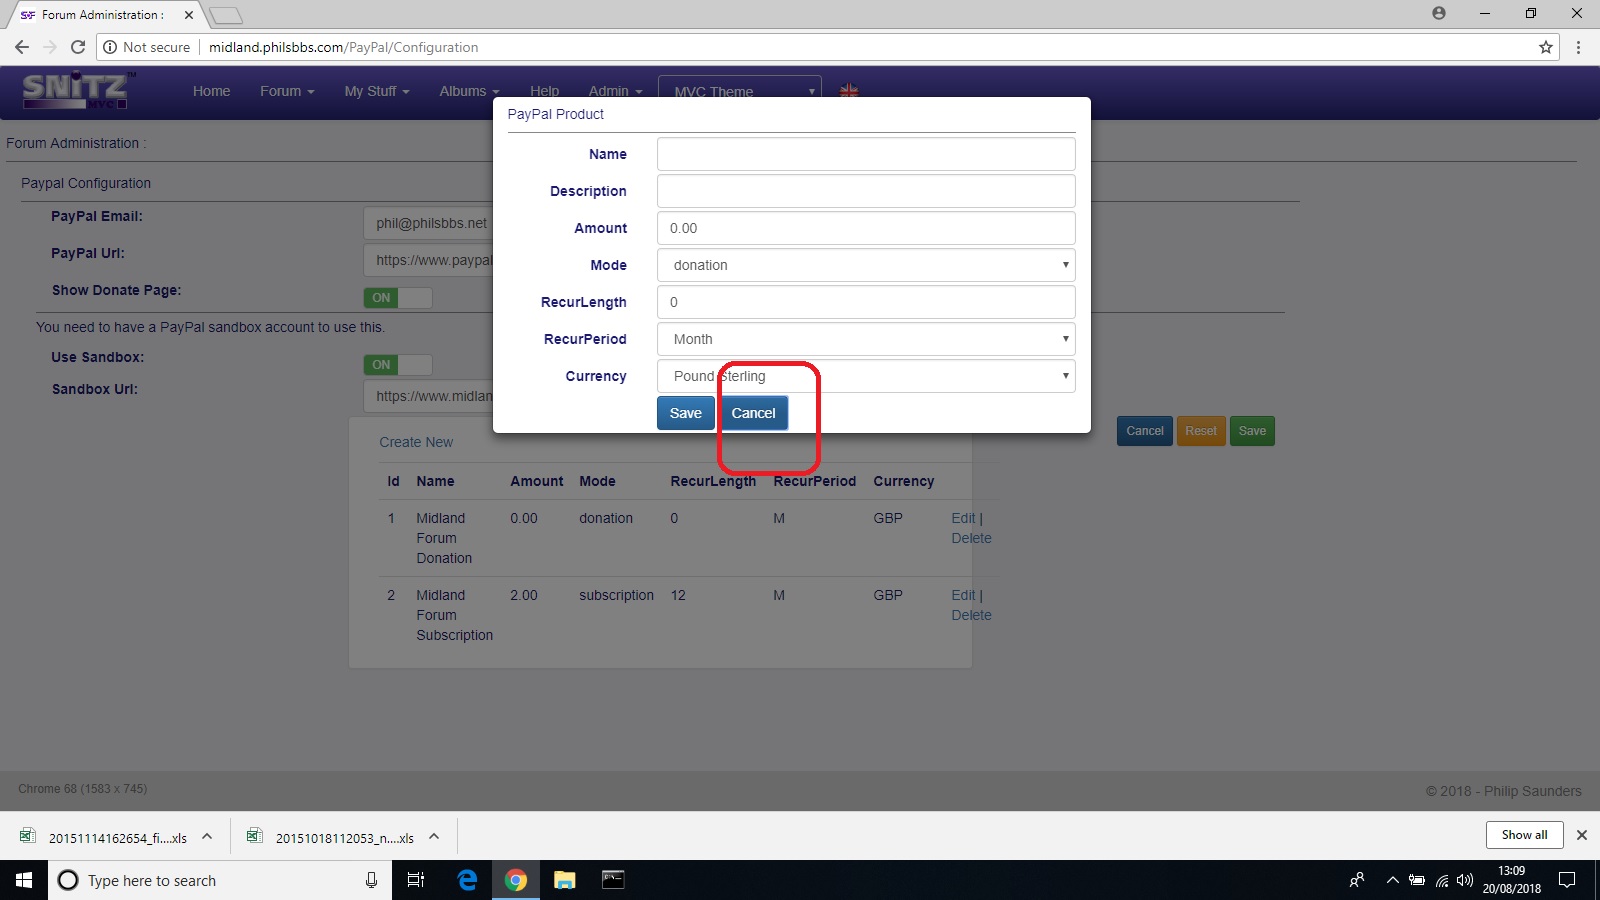 Forum Administration :
Not secure
midland.philsbbs.com/PayPal/Configuration
SNiTZ™
MVC
Home
Forum
My Stuff
Albums
Help
Admin
MVC Theme
Forum Administration :
Paypal Configuration
PayPal Email:
phil@philsbbs.net
PayPal Url:
https://www.paypal
Show Donate Page:
ON
You need to have a PayPal sandbox account to use this.
Use Sandbox:
ON
Sandbox Url:
https://www.midlan
PayPal Product
Name
Description
Amount
0.00
Mode
donation
RecurLength
0
RecurPeriod
Month
Currency
Pound Sterling
Save
Cancel
Cancel
Reset
Save
Create New
Id Name Amount Mode RecurLength RecurPeriod Currency
1 Midland 0.00 donation 0 M GBP Edit |
Forum Delete
Donation
2 Midland 2.00 subscription 12 M GBP Edit |
Forum Delete
Subscription
Chrome 68 (1583 x 745)
© 2018 - Philip Saunders
20151114162654_fi....xls
20151018112053_n....xls
Show all
Type here to search
13:09
20/08/2018